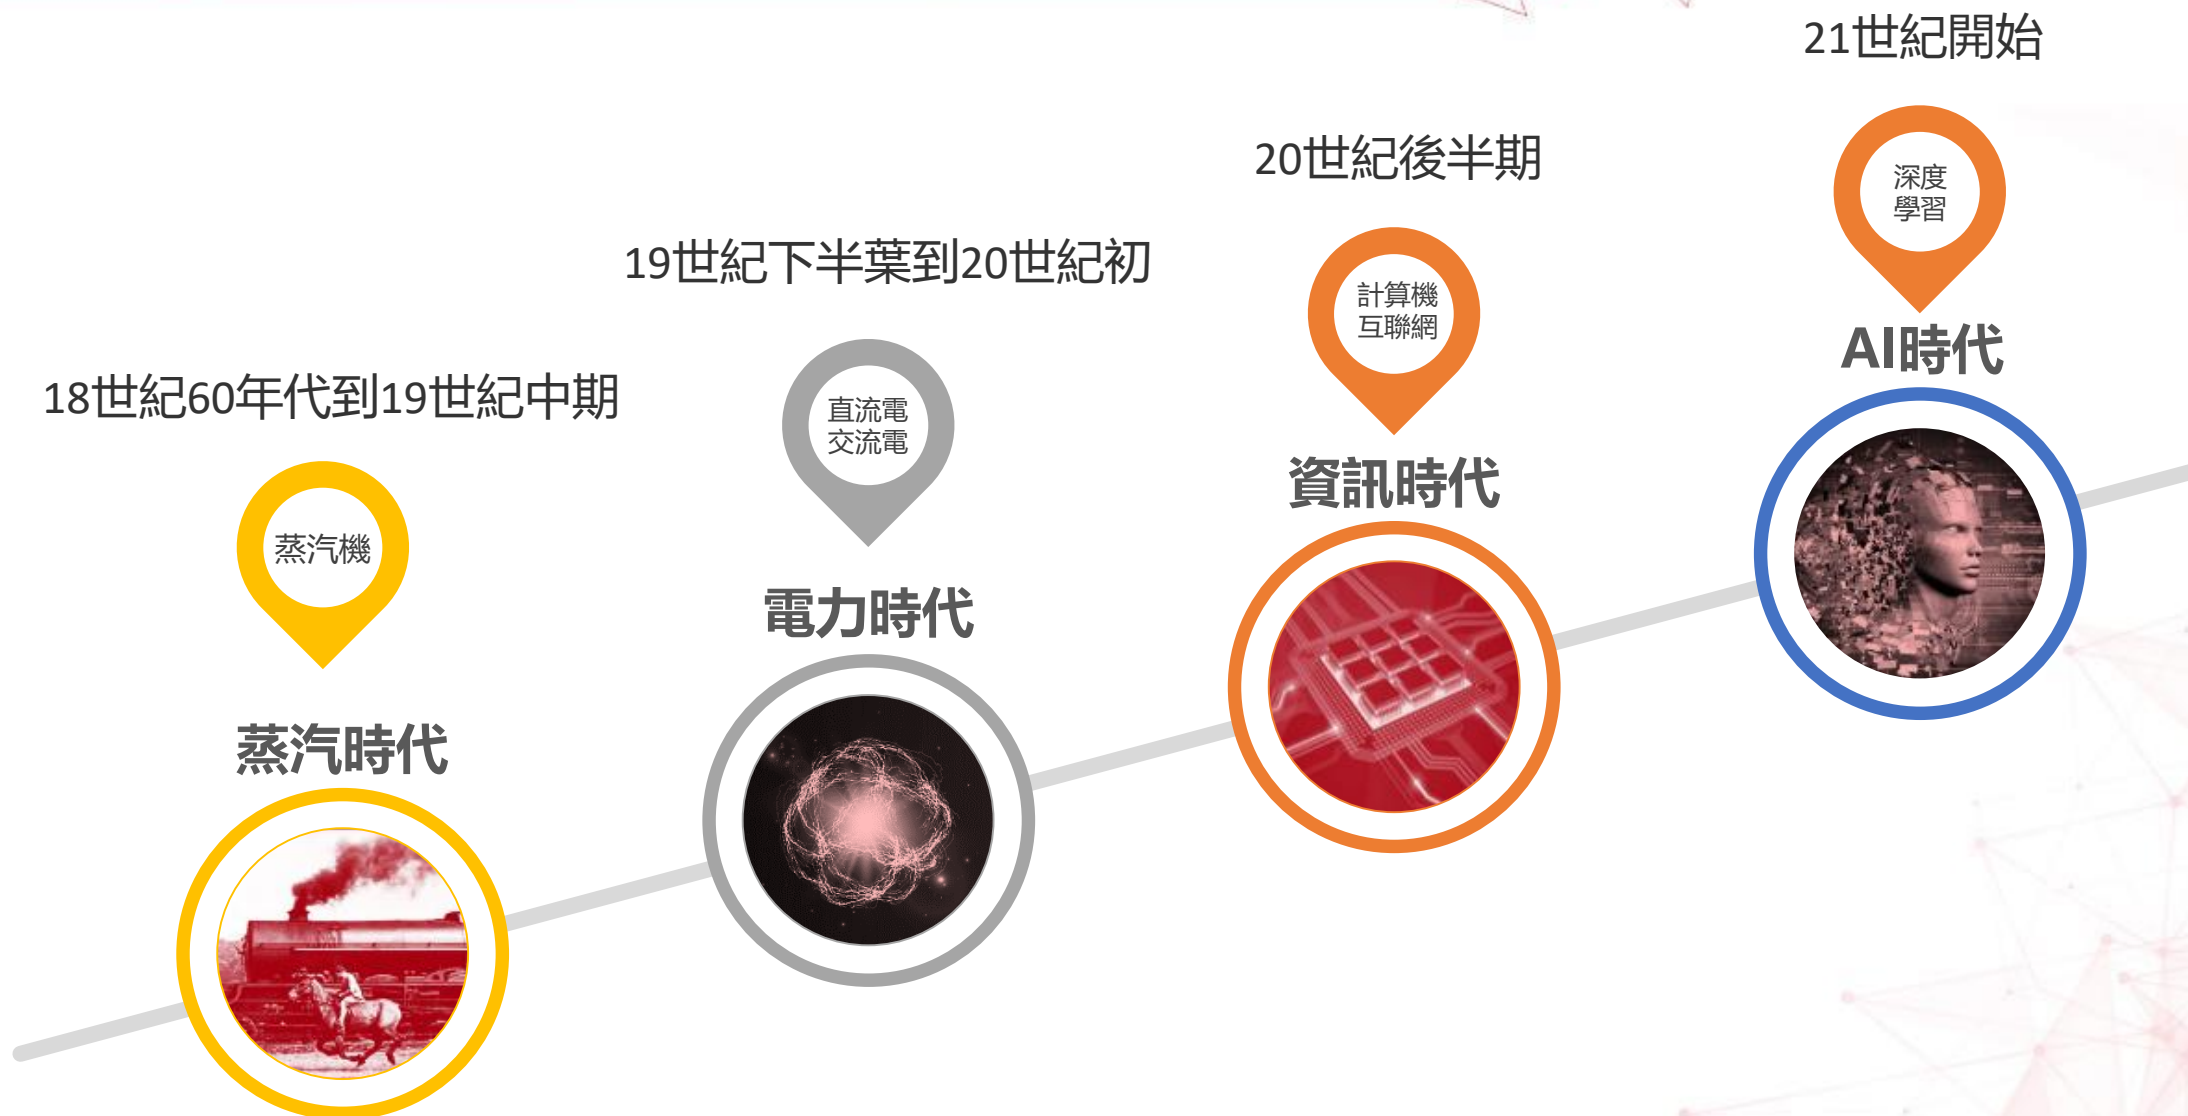 18世紀60年代到19世紀中期
蒸汽機
蒸汽時代
19世紀下半葉到20世紀初
直流電
交流電
電力時代
20世紀後半期
計算機
互聯網
資訊時代
21世紀開始
深度
學習
AI時代